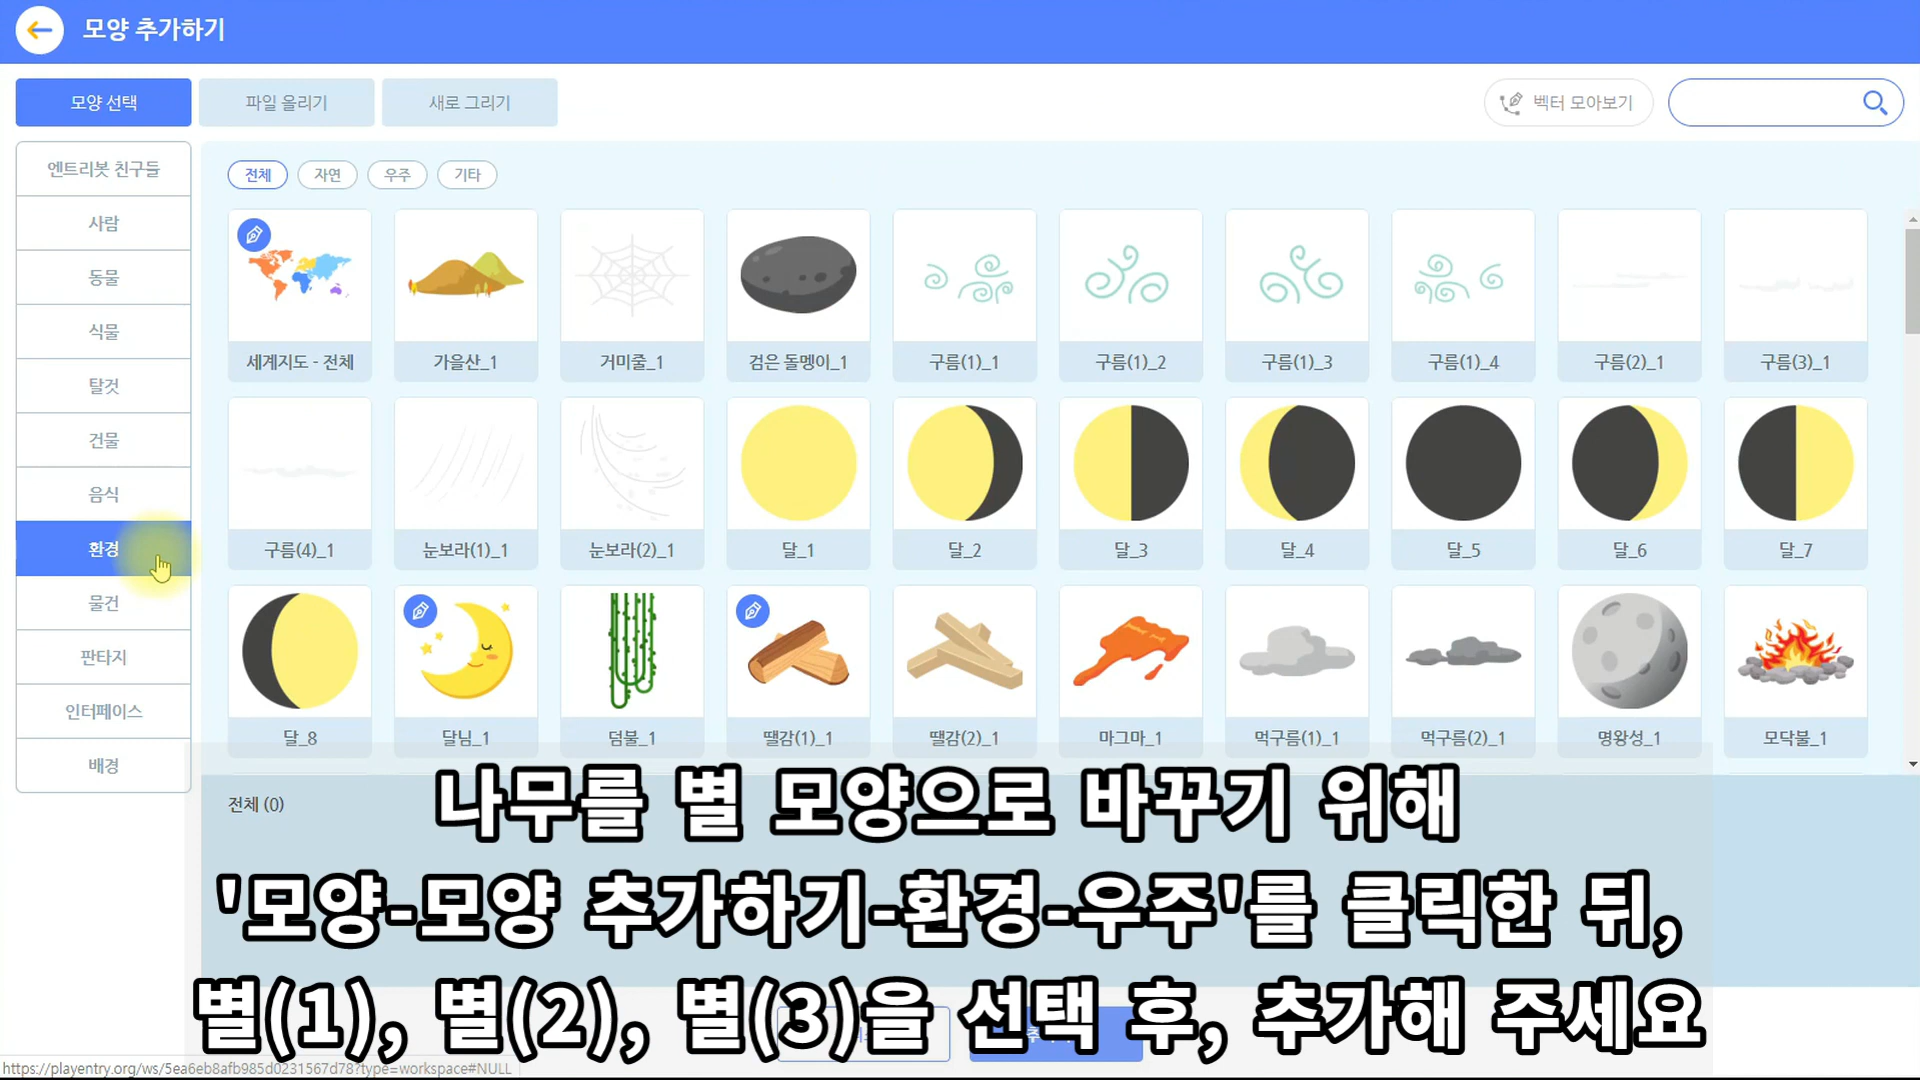 모양 추가하기
모양 선택
파일 올리기
새로 그리기
벡터 모아보기
엔트리봇 친구들
사람
동물
식물
탈것
건물
음식
환경
물건
판타지
인터페이스
배경
전체 자연 우주 기타
세계지도 - 전체 가을산_1 거미줄_1 검은 돌멩이_1 구름(1)_1 구름(1)_2 구름(1)_3 구름(1)_4 구름(2)_1 구름(3)_1
구름(4)_1 눈보라(1)_1 눈보라(2)_1 달_1 달_2 달_3 달_4 달_5 달_6 달_7
달_8 달님_1 덤불_1 땔감(1)_1 땔감(2)_1 마그마_1 먹구름(1)_1 먹구름(2)_1 명왕성_1 모닥불_1
전체 (0)
나무를 별 모양으로 바꾸기 위해
'모양-모양 추가하기-환경-우주'를 클릭한 뒤,
별(1), 별(2), 별(3)을 선택 후, 추가해 주세요
https://playentry.org/ws/5ea6eb8afb985d0231567d78?type=workspace#NULL